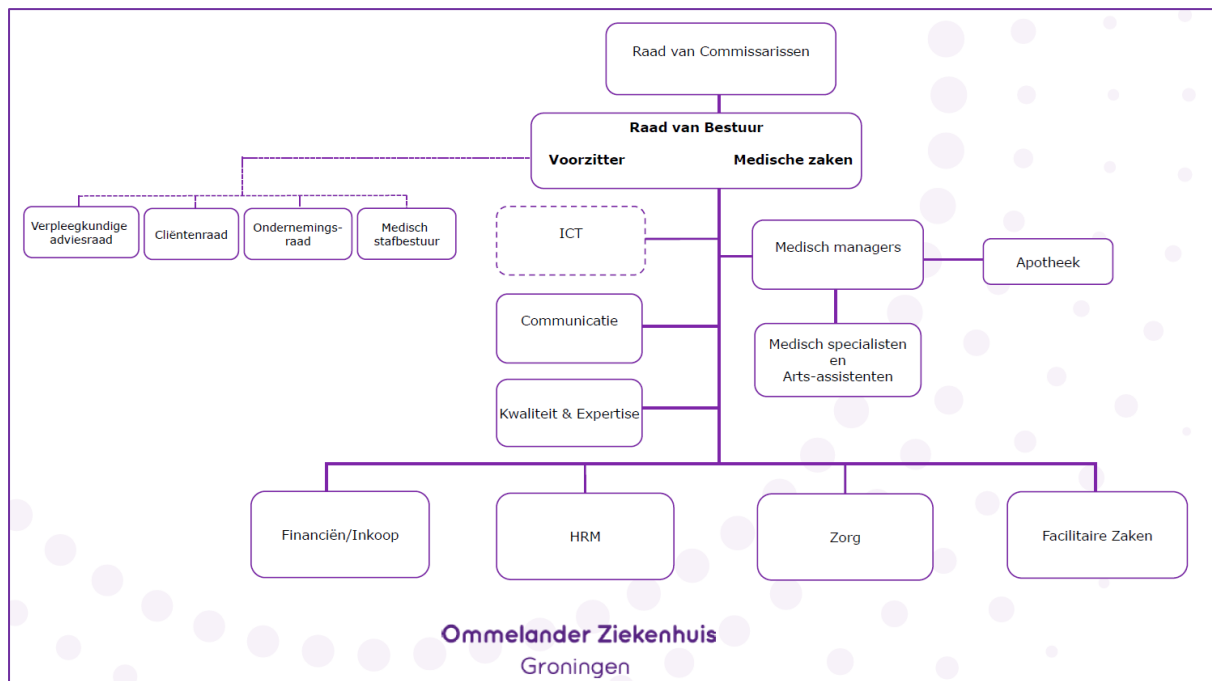 Raad van Commissarissen
Raad van Bestuur
Voorzitter
Medische zaken
Verpleegkundige
adviesraad
Cliëntenraad
Ondernemings-
raad
Medisch
stafbestuur
ICT
Medisch managers
Apotheek
Communicatie
Medisch specialisten
en
Arts-assistenten
Kwaliteit & Expertise
Financiën/Inkoop
HRM
Zorg
Facilitaire Zaken
Ommelander Ziekenhuis
Groningen